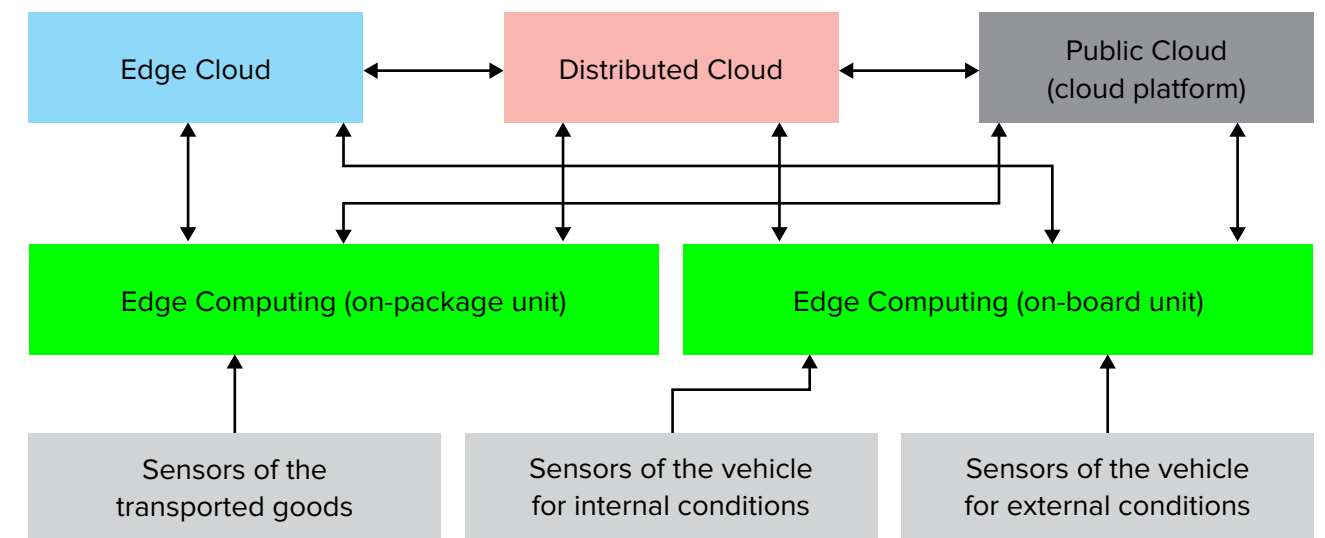 Edge Cloud
Distributed Cloud
Public Cloud
(cloud platform)
Edge Computing (on-package unit)
Edge Computing (on-board unit)
Sensors of the
transported goods
Sensors of the vehicle
for internal conditions
Sensors of the vehicle
for external conditions